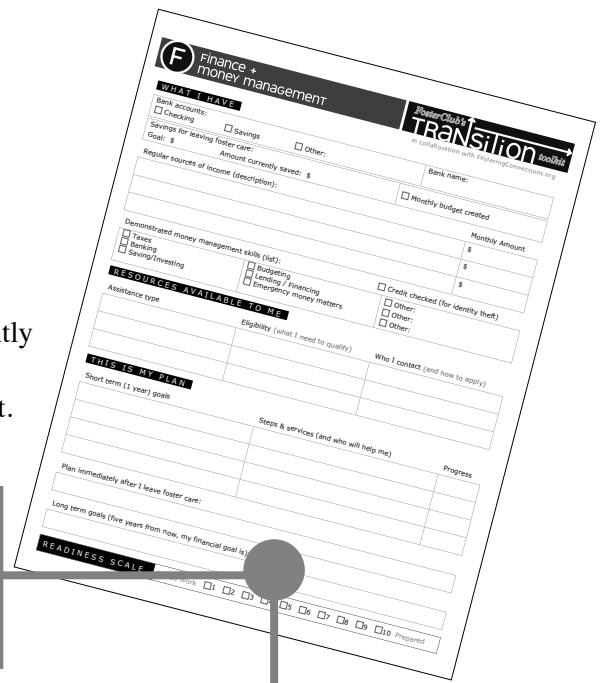 F
Finance +
money management
FosterClub's
TRANSiTiON toolkit
in collaboration with FosteringConnections.org
WHAT I HAVE
Bank accounts:
Checking
Savings
Other:
Bank name:
Savings for leaving foster care:
Goal: $
Amount currently saved: $
Monthly budget created
Regular sources of income (description):
Monthly Amount
$
$
$
Demonstrated money management skills (list):
Taxes
Banking
Saving/Investing
Budgeting
Lending / Financing
Emergency money matters
Credit checked (for identity theft)
Other:
Other:
Other:
RESOURCES AVAILABLE TO ME
Assistance type
Eligibility (what I need to qualify)
Who I contact (and how to apply)
THIS IS MY PLAN
Short term (1 year) goals
Steps & services (and who will help me)
Progress
Plan immediately after I leave foster care:
Long term goals (five years from now, my financial goal is)
READINESS SCALE
work 1 2 3 5 6 7 8 9 10 Prepared
tly
t.